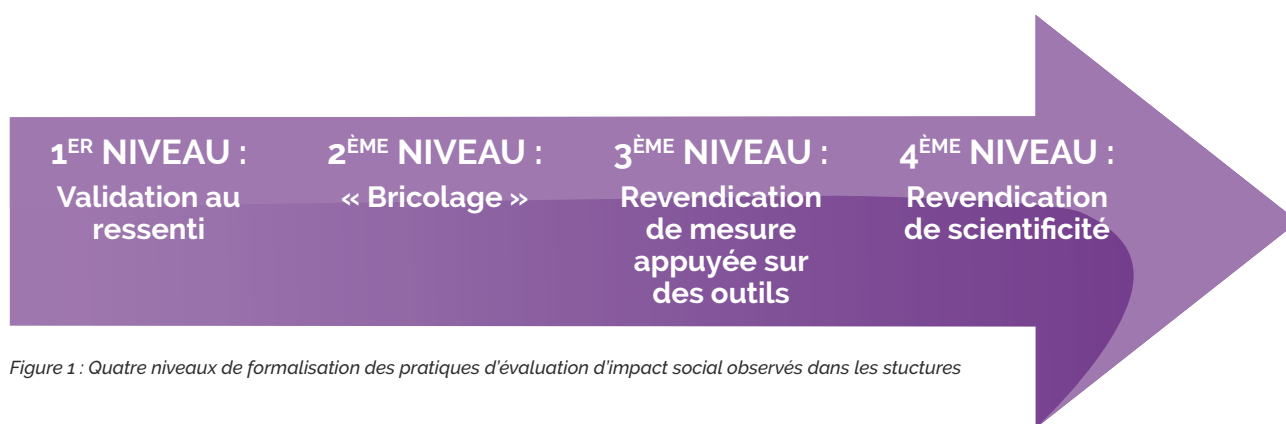 1ER NIVEAU :
Validation au
ressenti
2ÈME NIVEAU :
« Bricolage »
3ÈME NIVEAU :
Revendication
de mesure
appuyée sur
des outils
4ÈME NIVEAU :
Revendication
de scientificité
Figure 1 : Quatre niveaux de formalisation des pratiques d'évaluation d'impact social observés dans les stuctures